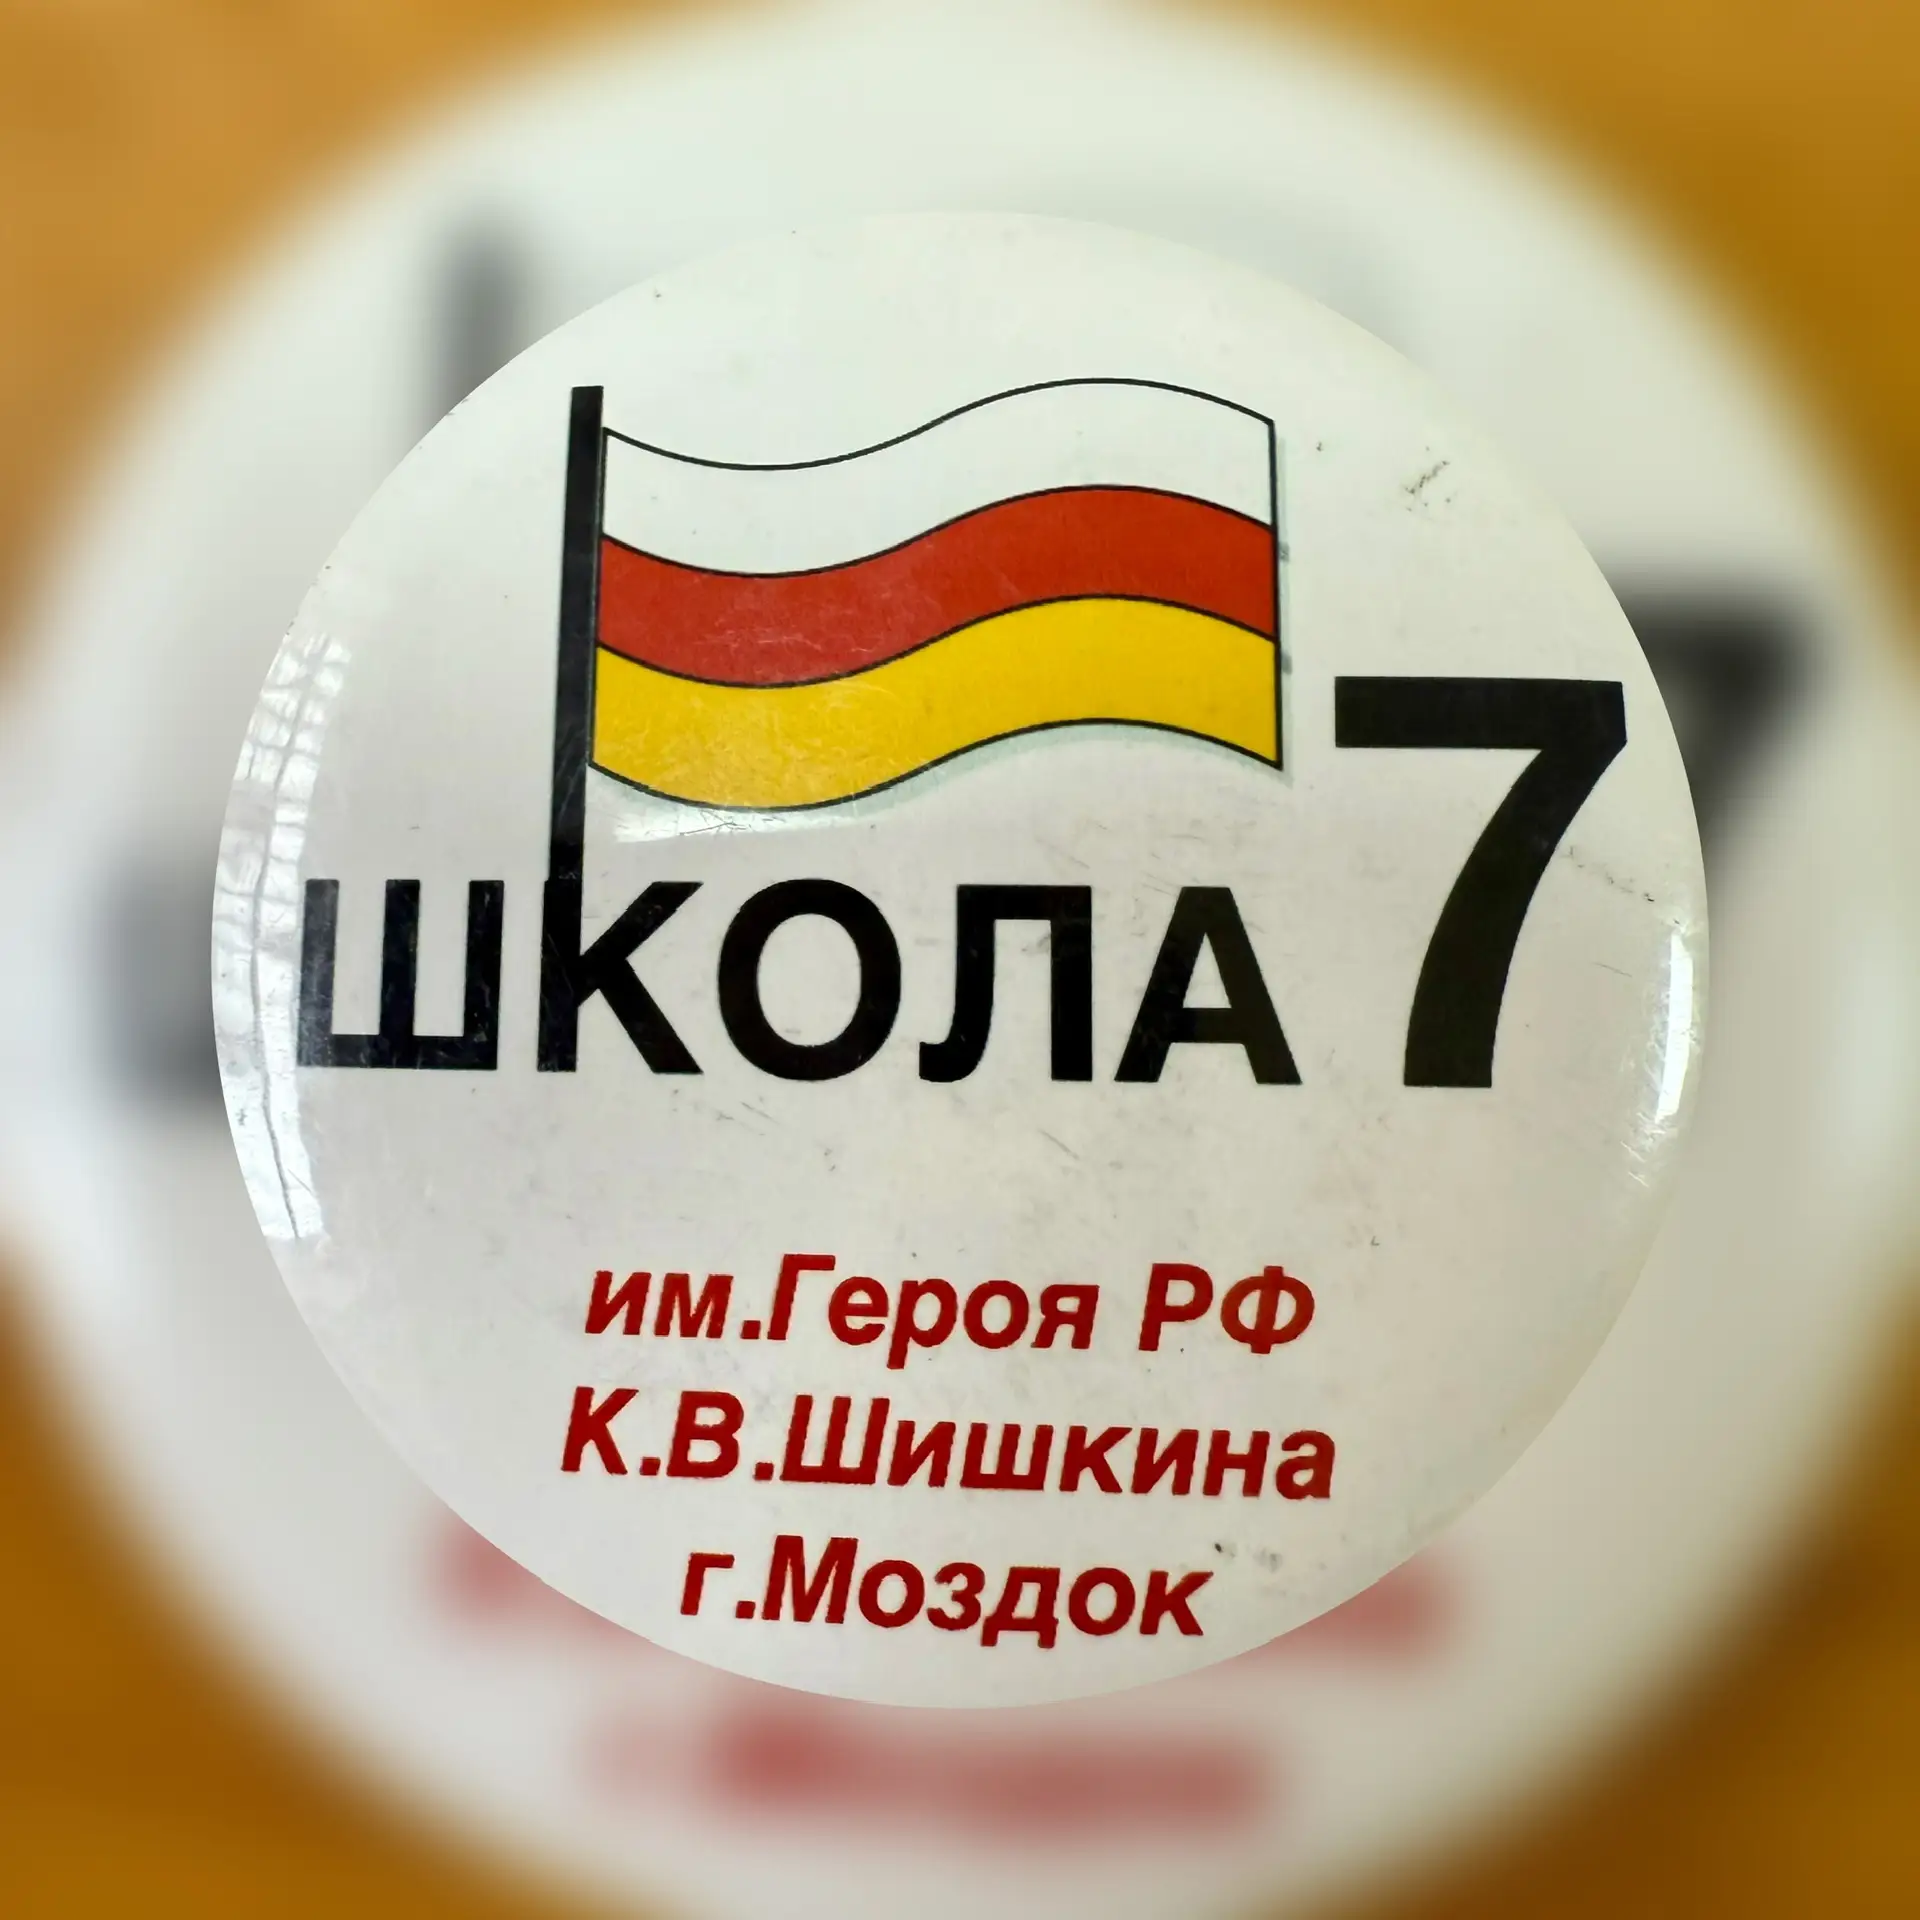 ШКОЛА 7
им.Героя РФ
К.В.Шишкина
г.Моздок